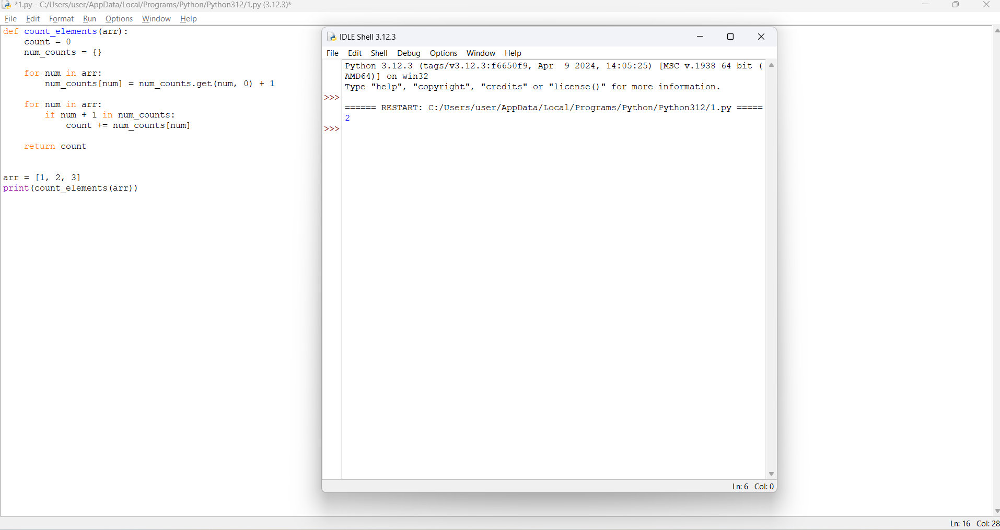 *1.py - C:/Users/user/AppData/Local/Programs/Python/Python312/1.py (3.12.3)*
File Edit Format Run Options Window Help
def count_elements(arr):
    count = 0
    num_counts = {}

    for num in arr:
        num_counts[num] = num_counts.get(num, 0) + 1

    for num in arr:
        if num + 1 in num_counts:
            count += num_counts[num]

    return count


arr = [1, 2, 3]
print(count_elements(arr))
IDLE Shell 3.12.3
File Edit Shell Debug Options Window Help
Python 3.12.3 (tags/v3.12.3:f6650f9, Apr  9 2024, 14:05:25) [MSC v.1938 64 bit (
AMD64)] on win32
Type "help", "copyright", "credits" or "license()" for more information.
>>>
====== RESTART: C:/Users/user/AppData/Local/Programs/Python/Python312/1.py =====
2
>>>
Ln: 6 Col: 0
Ln: 16 Col: 28